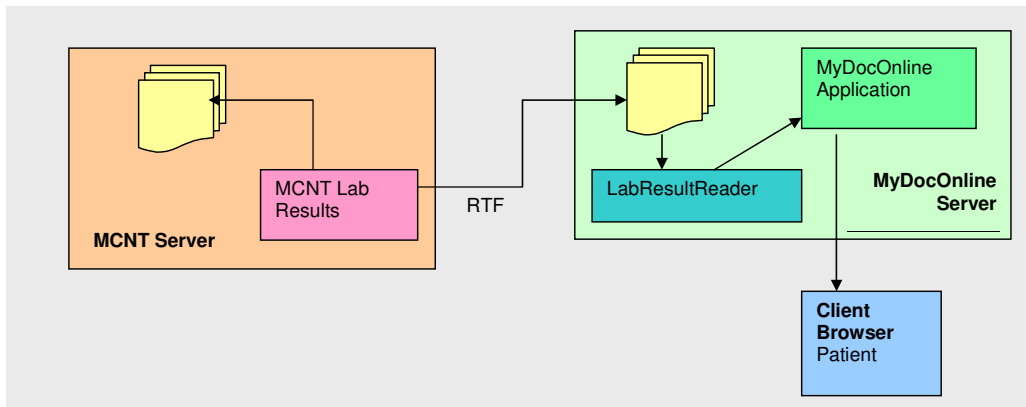 MCNT Lab
Results
MCNT Server
RTF
MyDocOnline
Application
LabResultReader
MyDocOnline
Server
Client
Browser
Patient